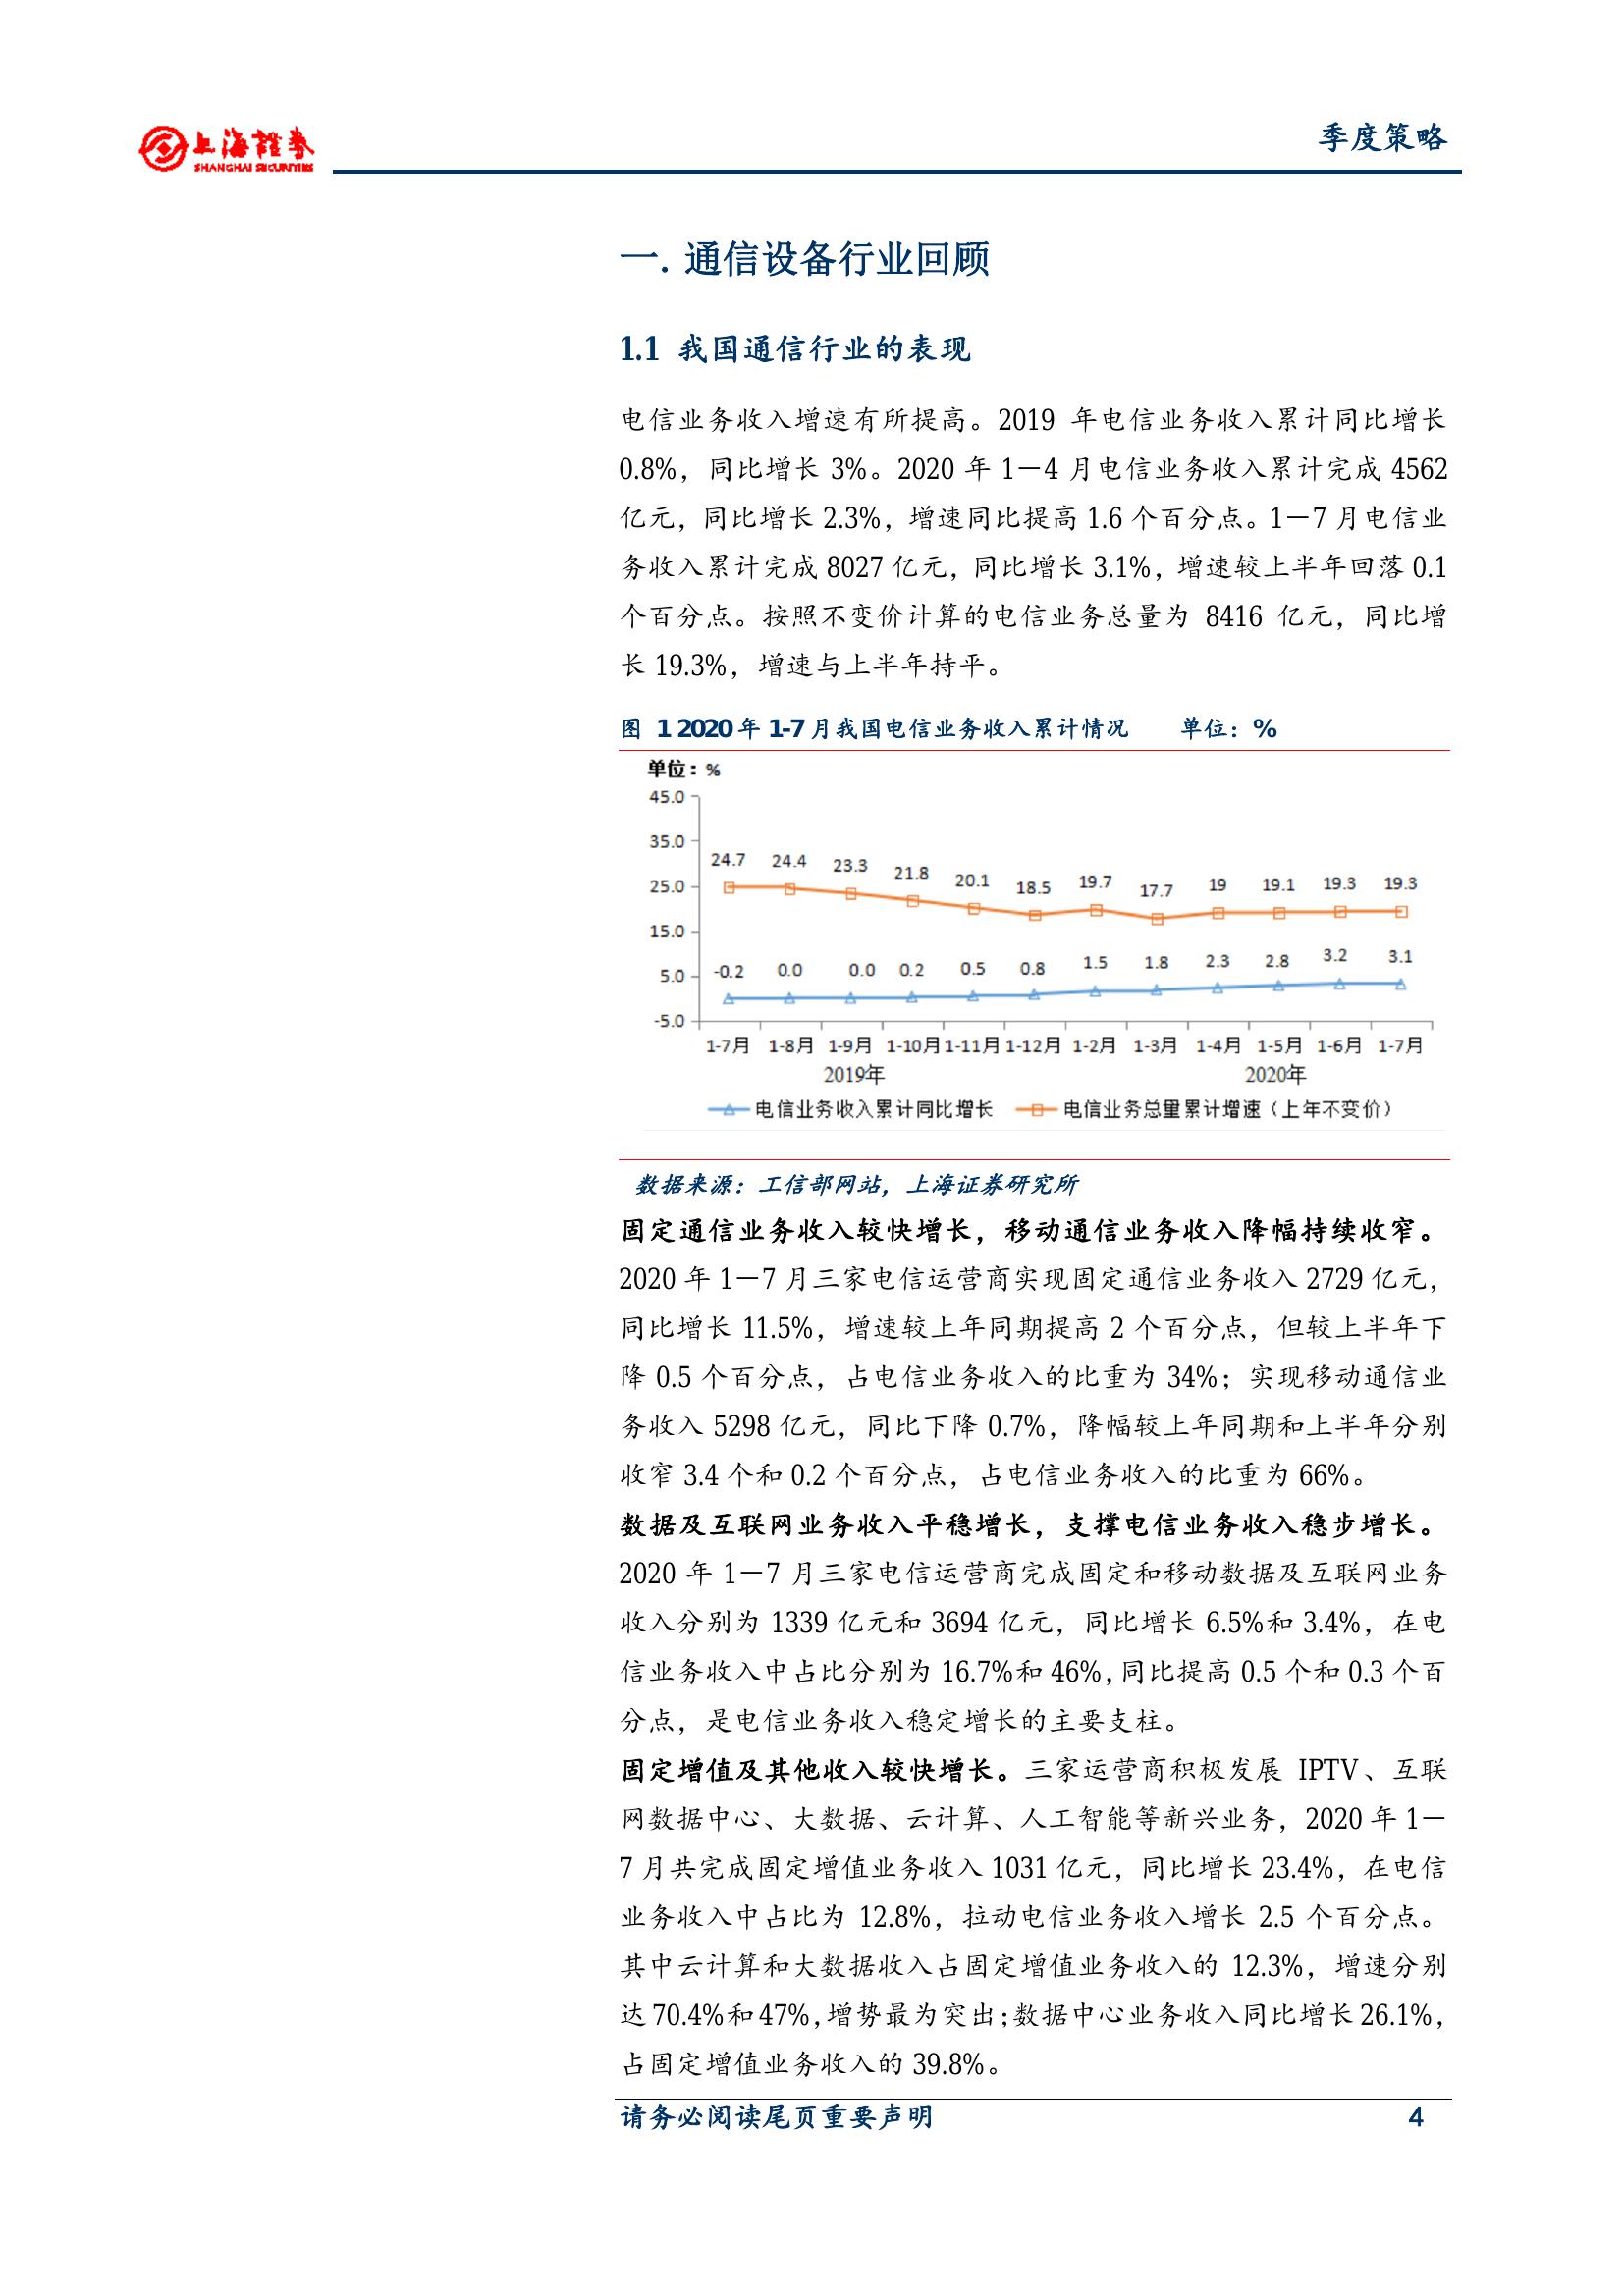 上海證券
SHANGHAI SECURITIES
季度策略
一. 通信设备行业回顾
1.1 我国通信行业的表现
电信业务收入增速有所提高。2019 年电信业务收入累计同比增长
0.8%，同比增长 3%。2020 年 1－4 月电信业务收入累计完成 4562
亿元，同比增长 2.3%，增速同比提高 1.6 个百分点。1－7 月电信业
务收入累计完成 8027 亿元，同比增长 3.1%，增速较上半年回落 0.1
个百分点。按照不变价计算的电信业务总量为 8416 亿元，同比增
长 19.3%，增速与上半年持平。
图 1 2020 年 1-7 月我国电信业务收入累计情况 单位：%
单位：%
45.0
35.0
25.0
15.0
5.0
-5.0
24.7 24.4 23.3 21.8 20.1 18.5 19.7 17.7 19 19.1 19.3 19.3
-0.2 0.0 0.0 0.2 0.5 0.8 1.5 1.8 2.3 2.8 3.2 3.1
1-7月 1-8月 1-9月 1-10月 1-11月 1-12月 1-2月 1-3月 1-4月 1-5月 1-6月 1-7月
2019年 2020年
电信业务收入累计同比增长 电信业务总量累计增速（上年不变价）
数据来源：工信部网站，上海证券研究所
固定通信业务收入较快增长，移动通信业务收入降幅持续收窄。
2020 年 1－7 月三家电信运营商实现固定通信业务收入 2729 亿元，
同比增长 11.5%，增速较上年同期提高 2 个百分点，但较上半年下
降 0.5 个百分点，占电信业务收入的比重为 34%；实现移动通信业
务收入 5298 亿元，同比下降 0.7%，降幅较上年同期和上半年分别
收窄 3.4 个和 0.2 个百分点，占电信业务收入的比重为 66%。
数据及互联网业务收入平稳增长，支撑电信业务收入稳步增长。
2020 年 1－7 月三家电信运营商完成固定和移动数据及互联网业务
收入分别为 1339 亿元和 3694 亿元，同比增长 6.5%和 3.4%，在电
信业务收入中占比分别为 16.7%和 46%，同比提高 0.5 个和 0.3 个百
分点，是电信业务收入稳定增长的主要支柱。
固定增值及其他收入较快增长。三家运营商积极发展 IPTV、互联
网数据中心、大数据、云计算、人工智能等新兴业务，2020 年 1－
7 月共完成固定增值业务收入 1031 亿元，同比增长 23.4%，在电信
业务收入中占比为 12.8%，拉动电信业务收入增长 2.5 个百分点。
其中云计算和大数据收入占固定增值业务收入的 12.3%，增速分别
达 70.4%和 47%，增势最为突出；数据中心业务收入同比增长 26.1%，
占固定增值业务收入的 39.8%。
请务必阅读尾页重要声明 4